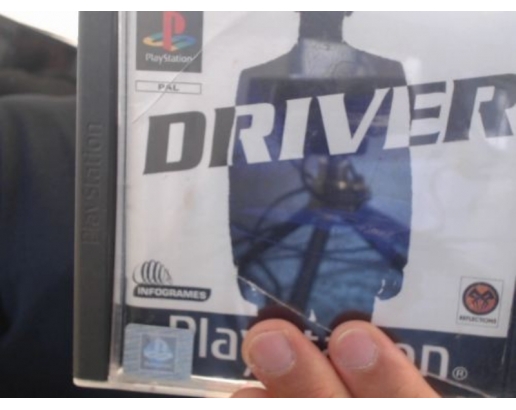 PlayStation
PAL
DRIVER
PlayStation
INFOGRAMES
REFLECTIONS
PlayStation®